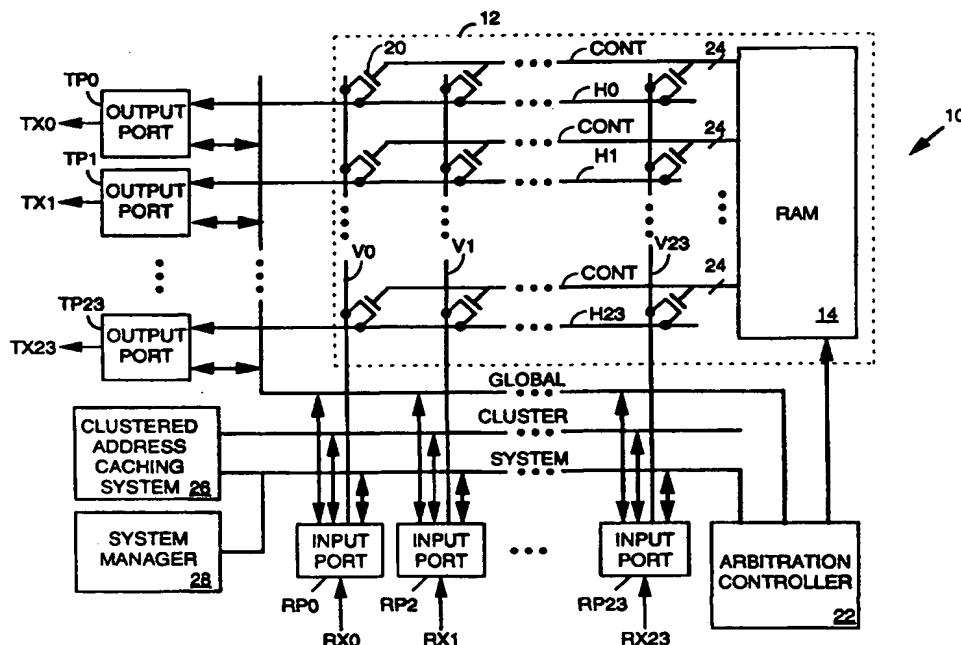 12
20
CONT
24
RAM
TP0
OUTPUT
PORT
TX0
H0
CONT
24
10
TP1
OUTPUT
PORT
TX1
H1
V0
V1
V23
CONT
24
TP23
OUTPUT
PORT
TX23
H23
14
GLOBAL
CLUSTER
SYSTEM
CLUSTERED
ADDRESS
CACHING
SYSTEM 26
SYSTEM
MANAGER
28
INPUT
PORT
INPUT
PORT
INPUT
PORT
ARBITRATION
CONTROLLER
22
RP0
RP2
RP23
RX0
RX1
RX23